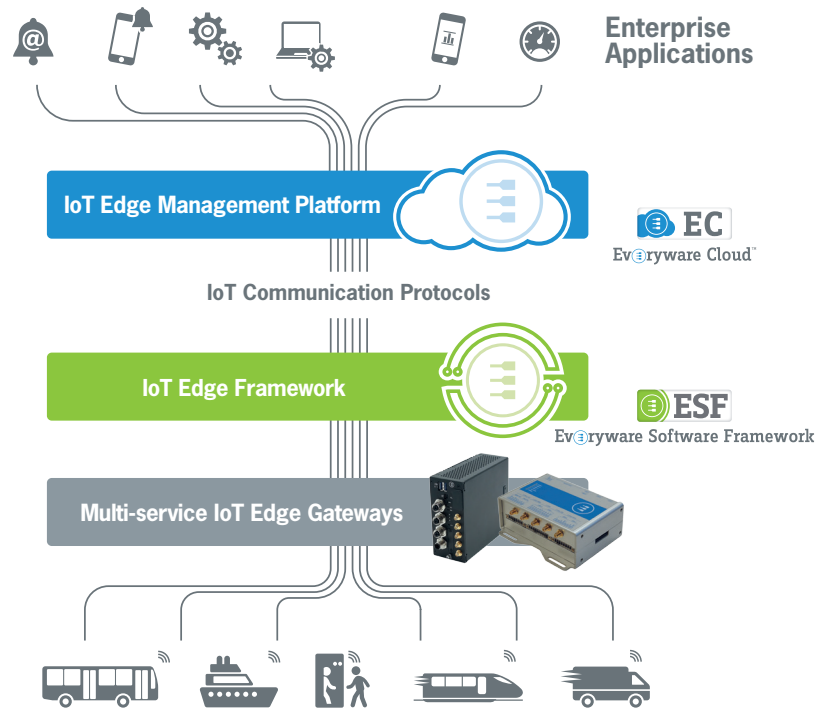 @
Enterprise
Applications
IoT Edge Management Platform
EC
Everyware Cloud™
IoT Communication Protocols
IoT Edge Framework
ESF
Everyware Software Framework
Multi-service IoT Edge Gateways